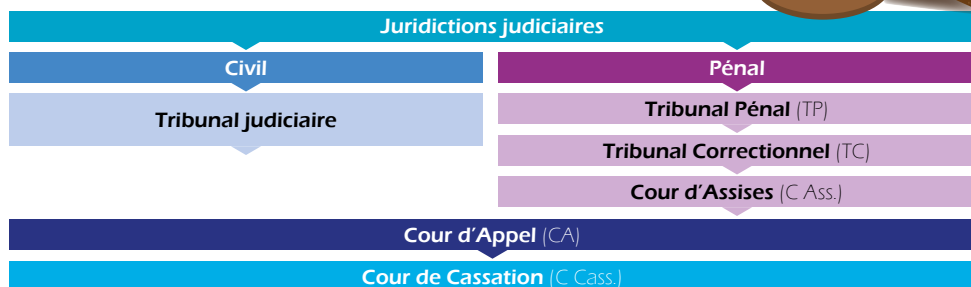 Juridictions judiciaires
Civil
Tribunal judiciaire
Pénal
Tribunal Pénal (TP)
Tribunal Correctionnel (TC)
Cour d'Assises (C Ass.)
Cour d'Appel (CA)
Cour de Cassation (C Cass.)